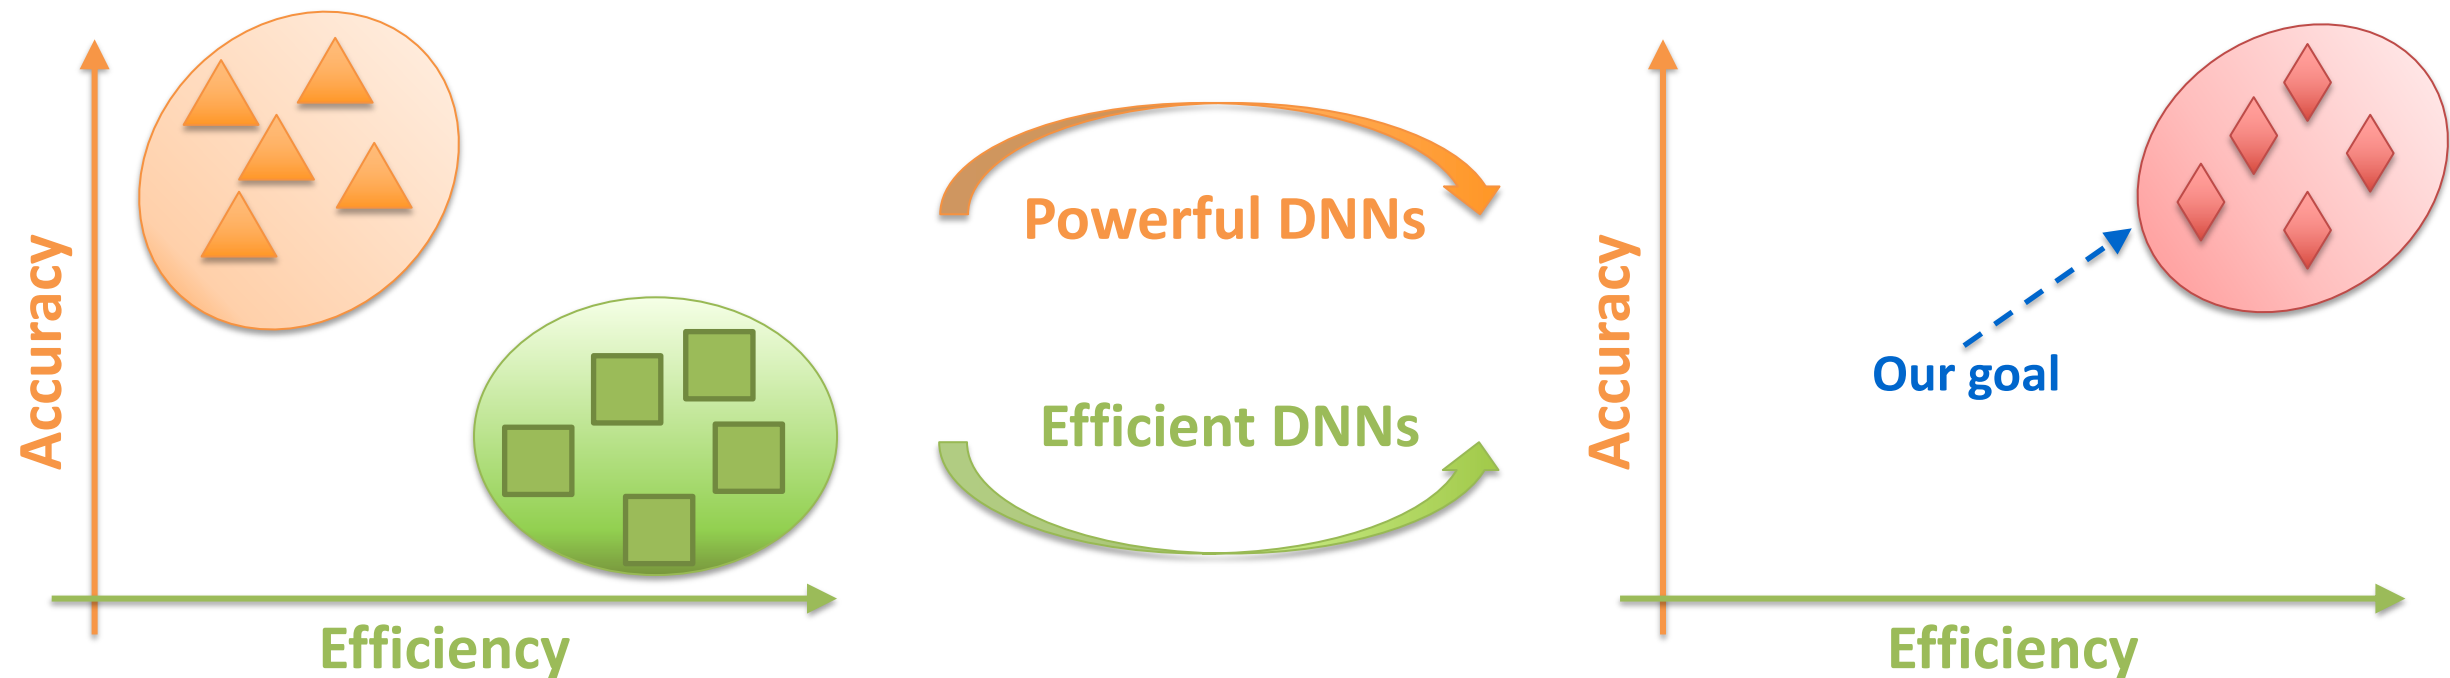 Accuracy
Efficiency
Powerful DNNs
Efficient DNNs
Accuracy
Our goal
Efficiency